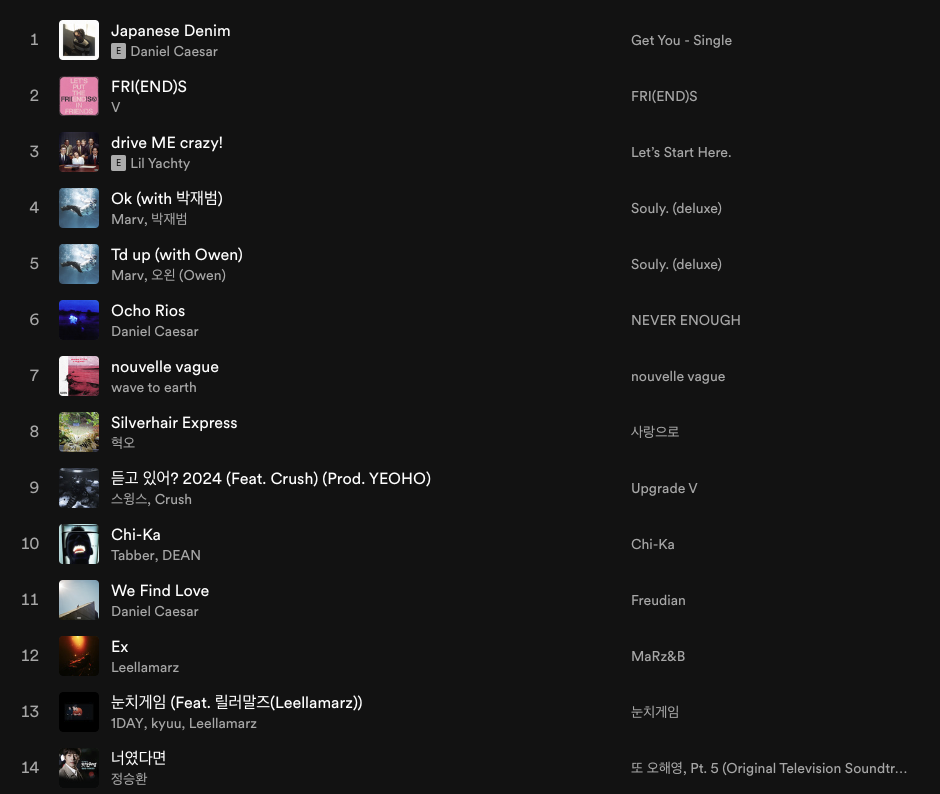 1
Japanese Denim
E Daniel Caesar
Get You - Single
2
FRI(END)S
V
FRI(END)S
3
drive ME crazy!
E Lil Yachty
Let's Start Here.
4
Ok (with 박재범)
Marv, 박재범
Souly. (deluxe)
5
Td up (with Owen)
Marv, 오왼 (Owen)
Souly. (deluxe)
6
Ocho Rios
Daniel Caesar
NEVER ENOUGH
7
nouvelle vague
wave to earth
nouvelle vague
8
Silverhair Express
혁오
사랑으로
9
듣고 있어? 2024 (Feat. Crush) (Prod. YEOHO)
스윙스, Crush
Upgrade V
10
Chi-Ka
Tabber, DEAN
Chi-Ka
11
We Find Love
Daniel Caesar
Freudian
12
Ex
Leellamarz
MaRz&B
13
눈치게임 (Feat. 릴러말즈(Leellamarz))
1DAY, kyuu, Leellamarz
눈치게임
14
너였다면
정승환
또 오해영, Pt. 5 (Original Television Soundtr...